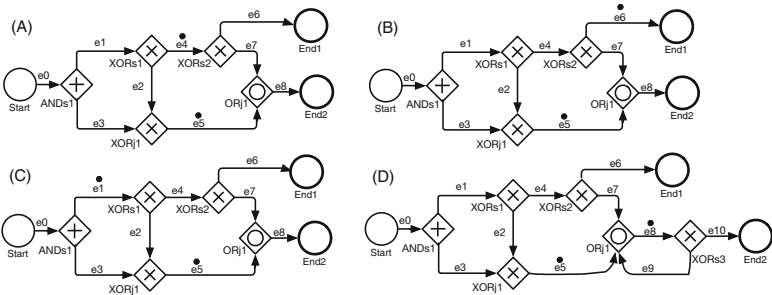 (A)
e0
e1
e2
e3
e4
e5
e6
e7
e8
Start
ANDs1
XORs1
XORj1
XORs2
ORj1
End1
End2
(B)
e0
e1
e2
e3
e4
e5
e6
e7
e8
Start
ANDs1
XORs1
XORj1
XORs2
ORj1
End1
End2
(C)
e0
e1
e2
e3
e4
e5
e6
e7
e8
Start
ANDs1
XORs1
XORj1
XORs2
ORj1
End1
End2
(D)
e0
e1
e2
e3
e4
e5
e6
e7
e8
e9
e10
Start
ANDs1
XORs1
XORj1
XORs2
ORj1
XORs3
End1
End2